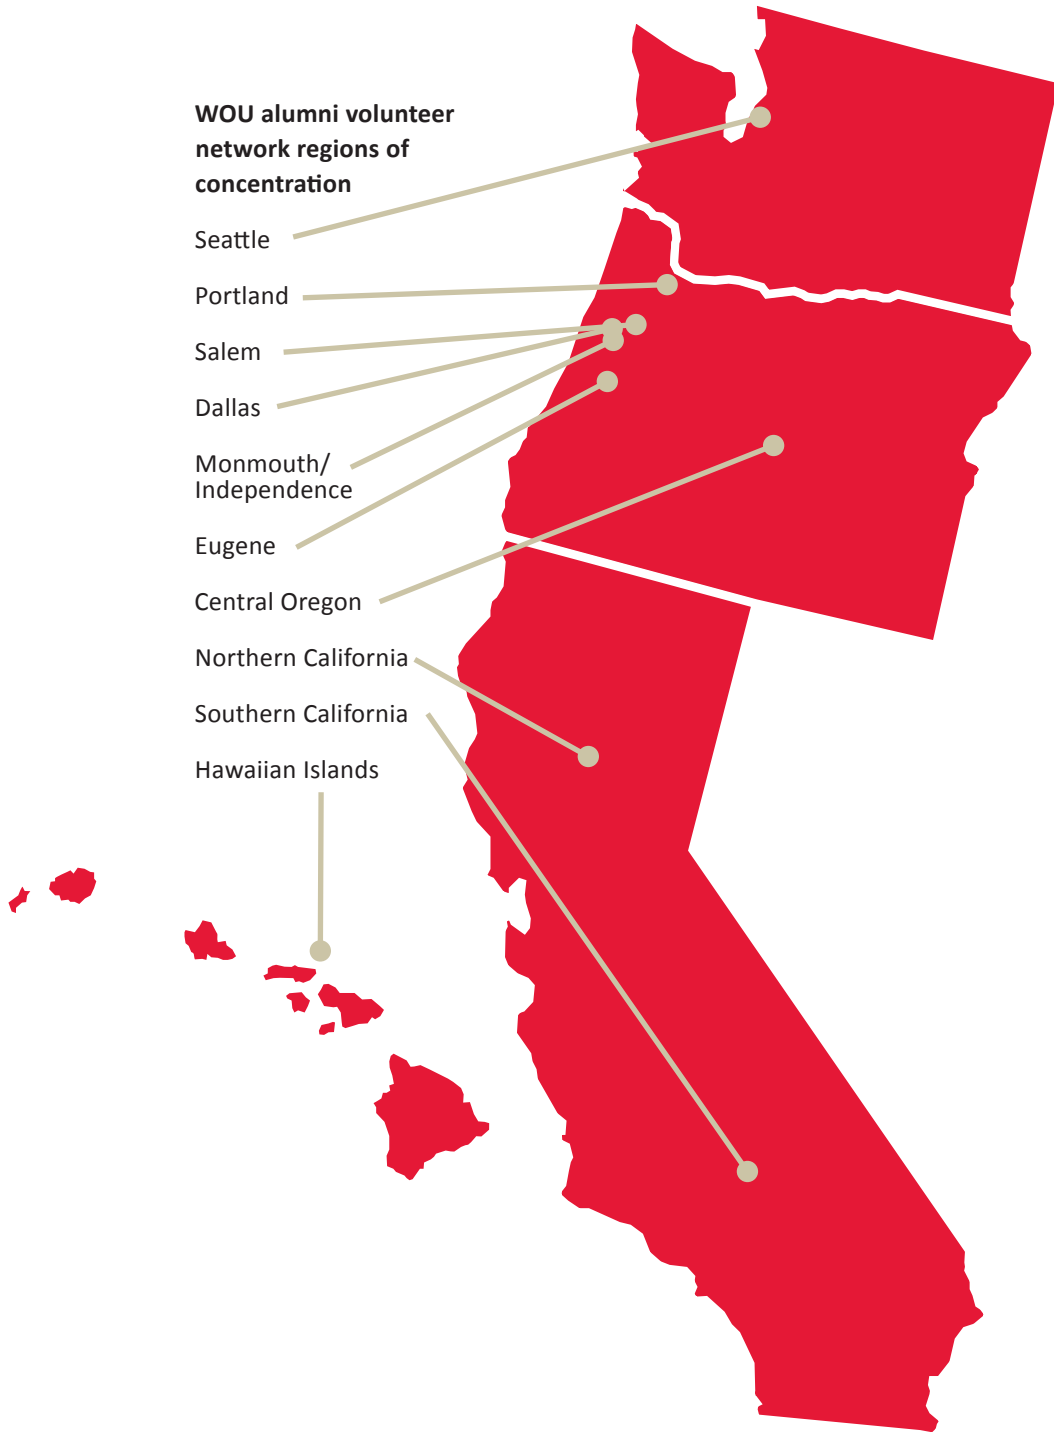 WOU alumni volunteer
network regions of
concentration
Seattle
Portland
Salem
Dallas
Monmouth/
Independence
Eugene
Central Oregon
Northern California
Southern California
Hawaiian Islands